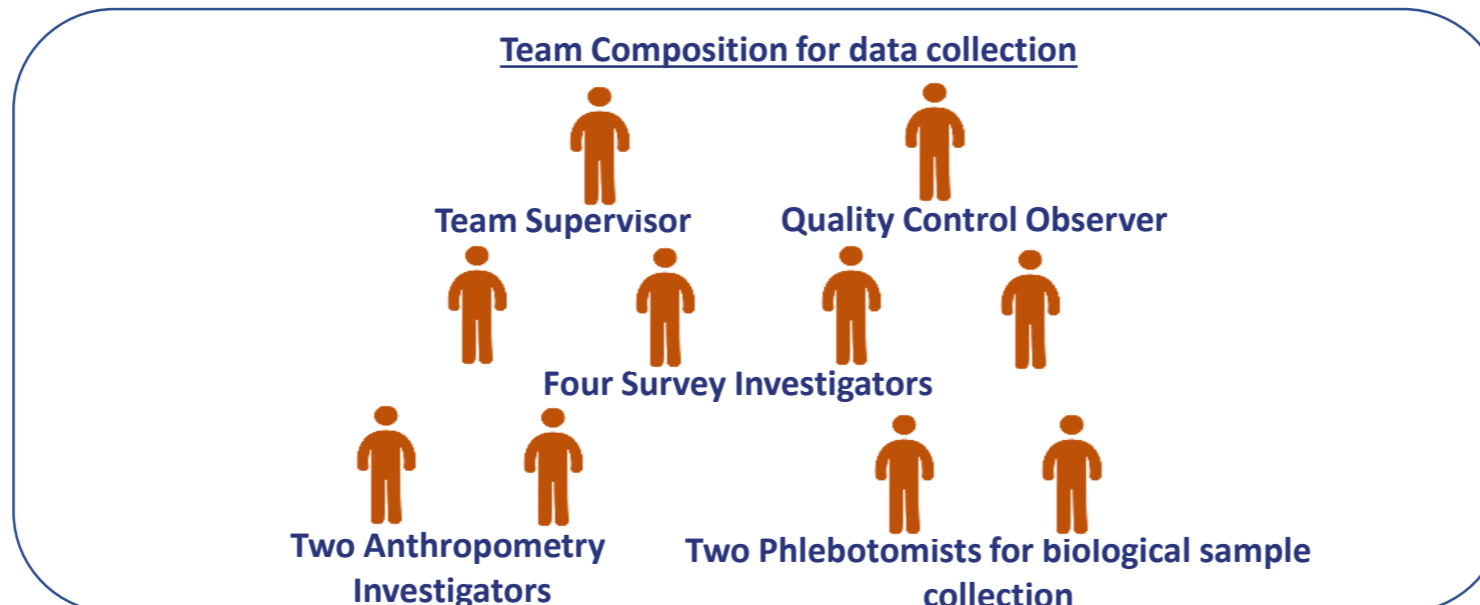 Team Composition for data collection
Team Supervisor
Quality Control Observer
Four Survey Investigators
Two Anthropometry
Investigators
Two Phlebotomists for biological sample
collection